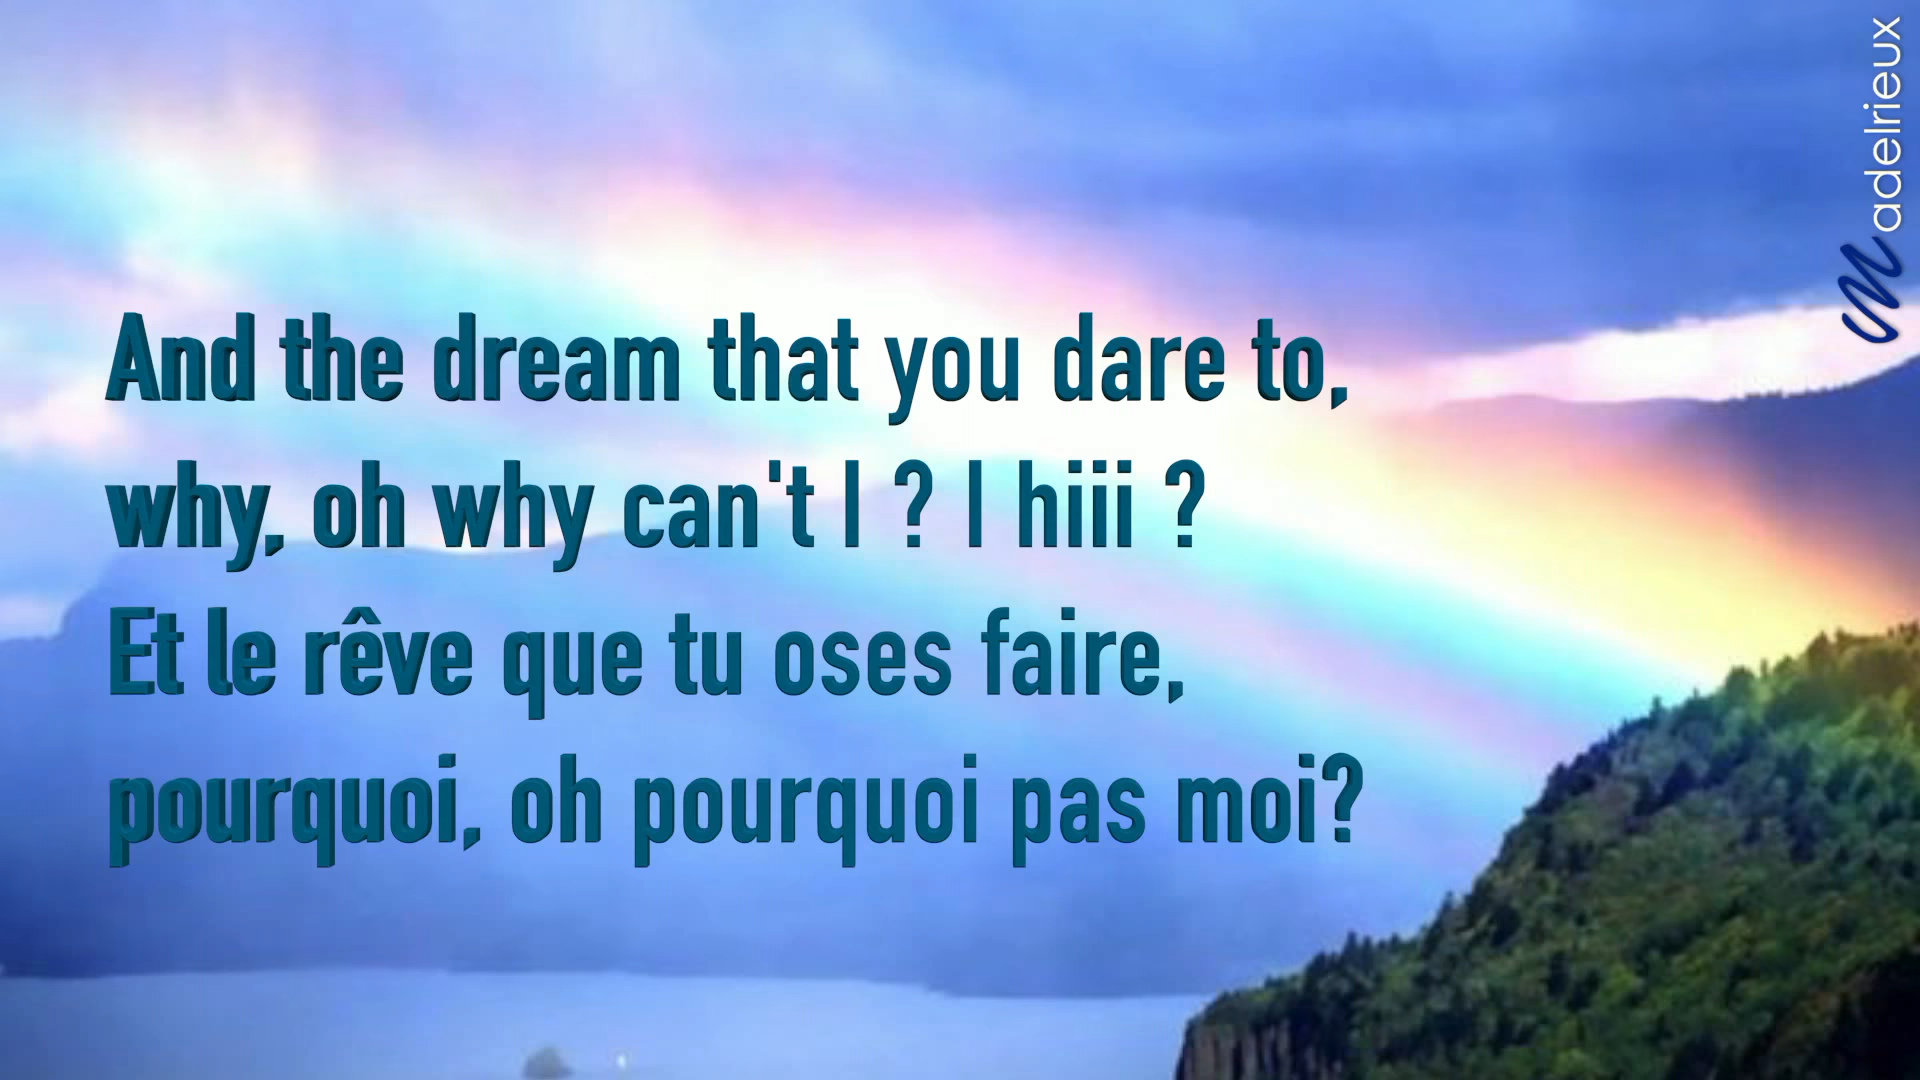 And the dream that you dare to,
why, oh why can't I ? I hiii ?
Et le rêve que tu oses faire,
pourquoi, oh pourquoi pas moi?
Madelrieux